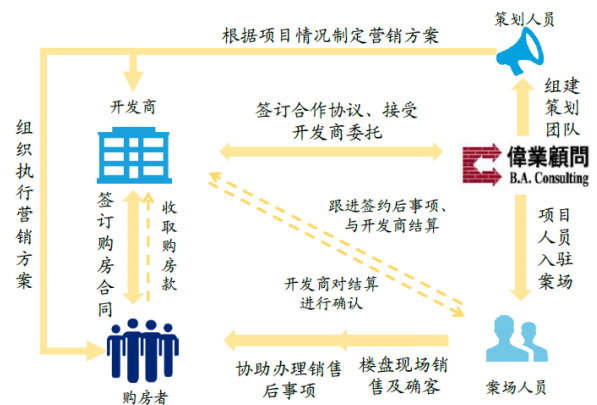 策划人员
根据项目情况制定营销方案
开发商
签订合作协议、接受
开发商委托
组建
策划
团队
偉業顧問
B.A. Consulting
组织执行营销方案
签订购房合同
收取购房款
跟进签约后事项、
与开发商结算
项目
人员
入驻
案场
开发商对结算
进行确认
协助办理销售
后事项
楼盘现场销
售及确客
购房者
案场人员